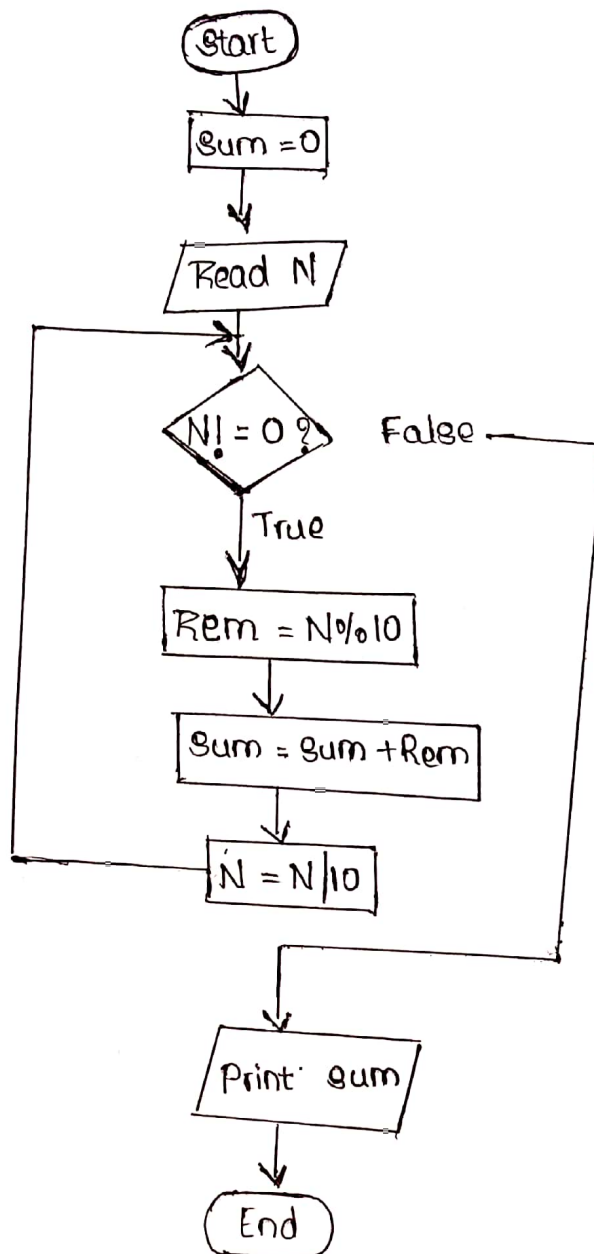 Start
Sum = 0
Read N
N! = 0 ? False
True
Rem = N%10
Sum = Sum + Rem
N = N/10
Print Sum
End